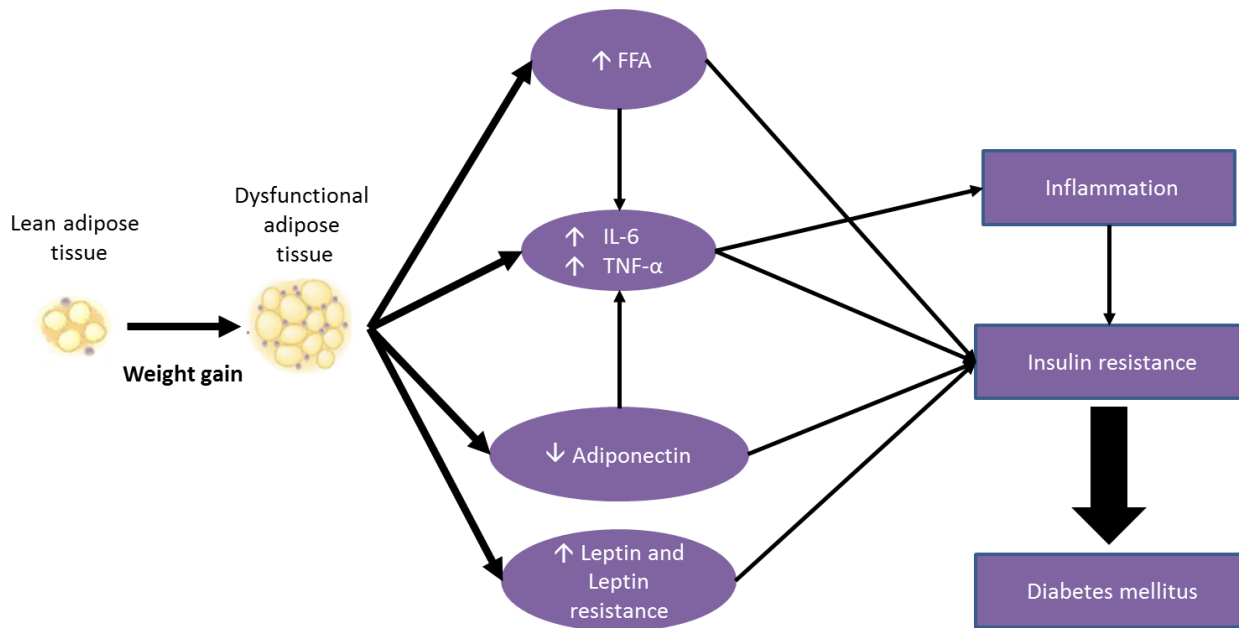 Lean adipose
tissue
Weight gain
Dysfunctional
adipose
tissue
↑ FFA
↑ IL-6
↑ TNF-α
↓ Adiponectin
↑ Leptin and
Leptin
resistance
Inflammation
Insulin resistance
Diabetes mellitus